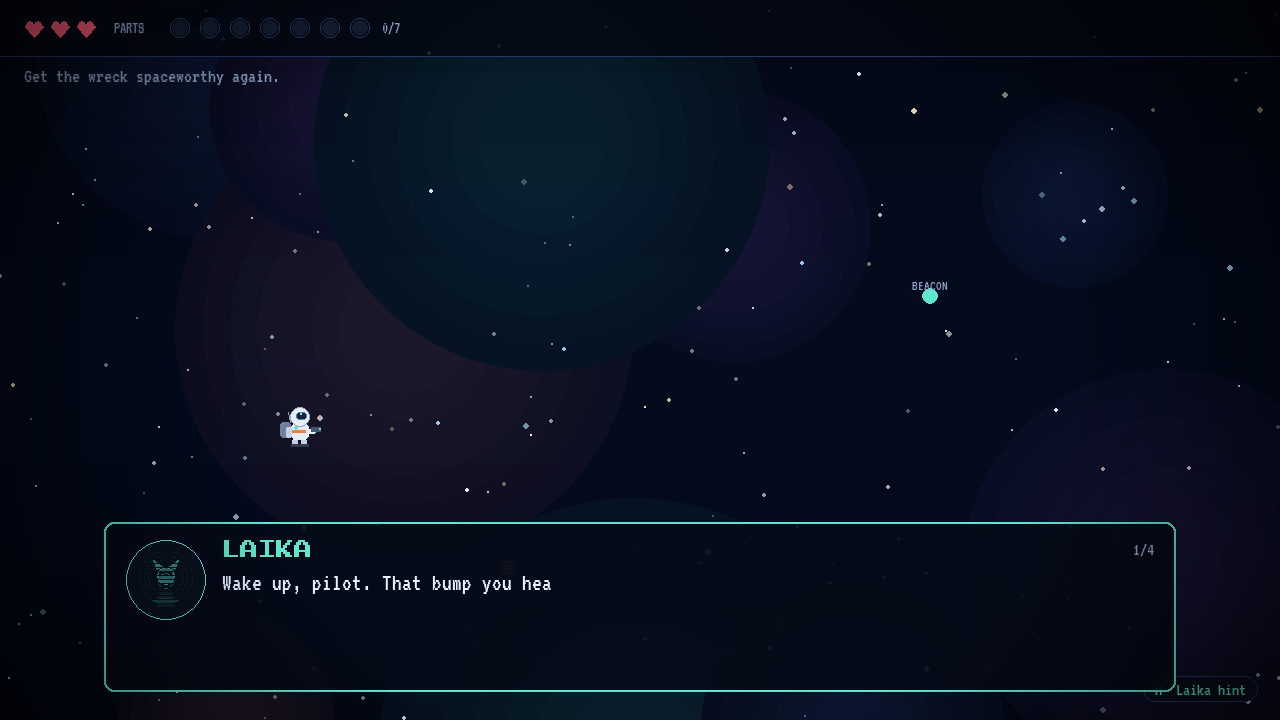 PARTS 0/7
Get the wreck spaceworthy again.
BEACON
LAIKA 1/4
Wake up, pilot. That bump you hea
Laika hint